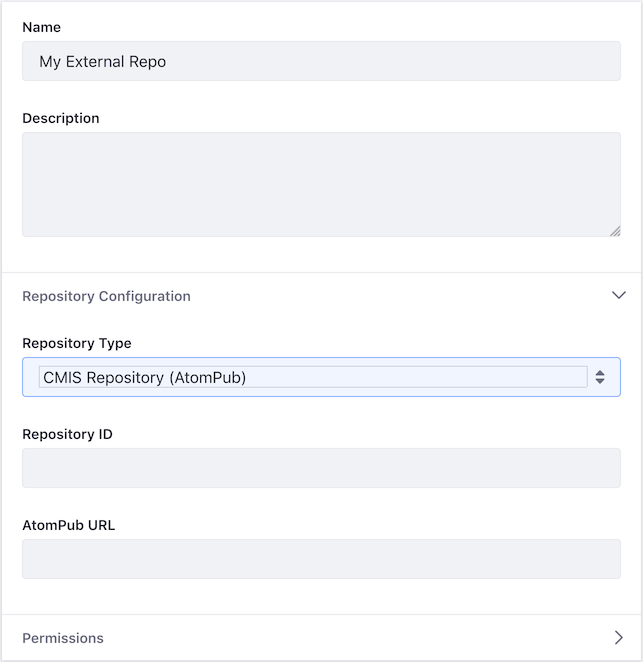 Name
My External Repo
Description
Repository Configuration
Repository Type
CMIS Repository (AtomPub)
Repository ID
AtomPub URL
Permissions